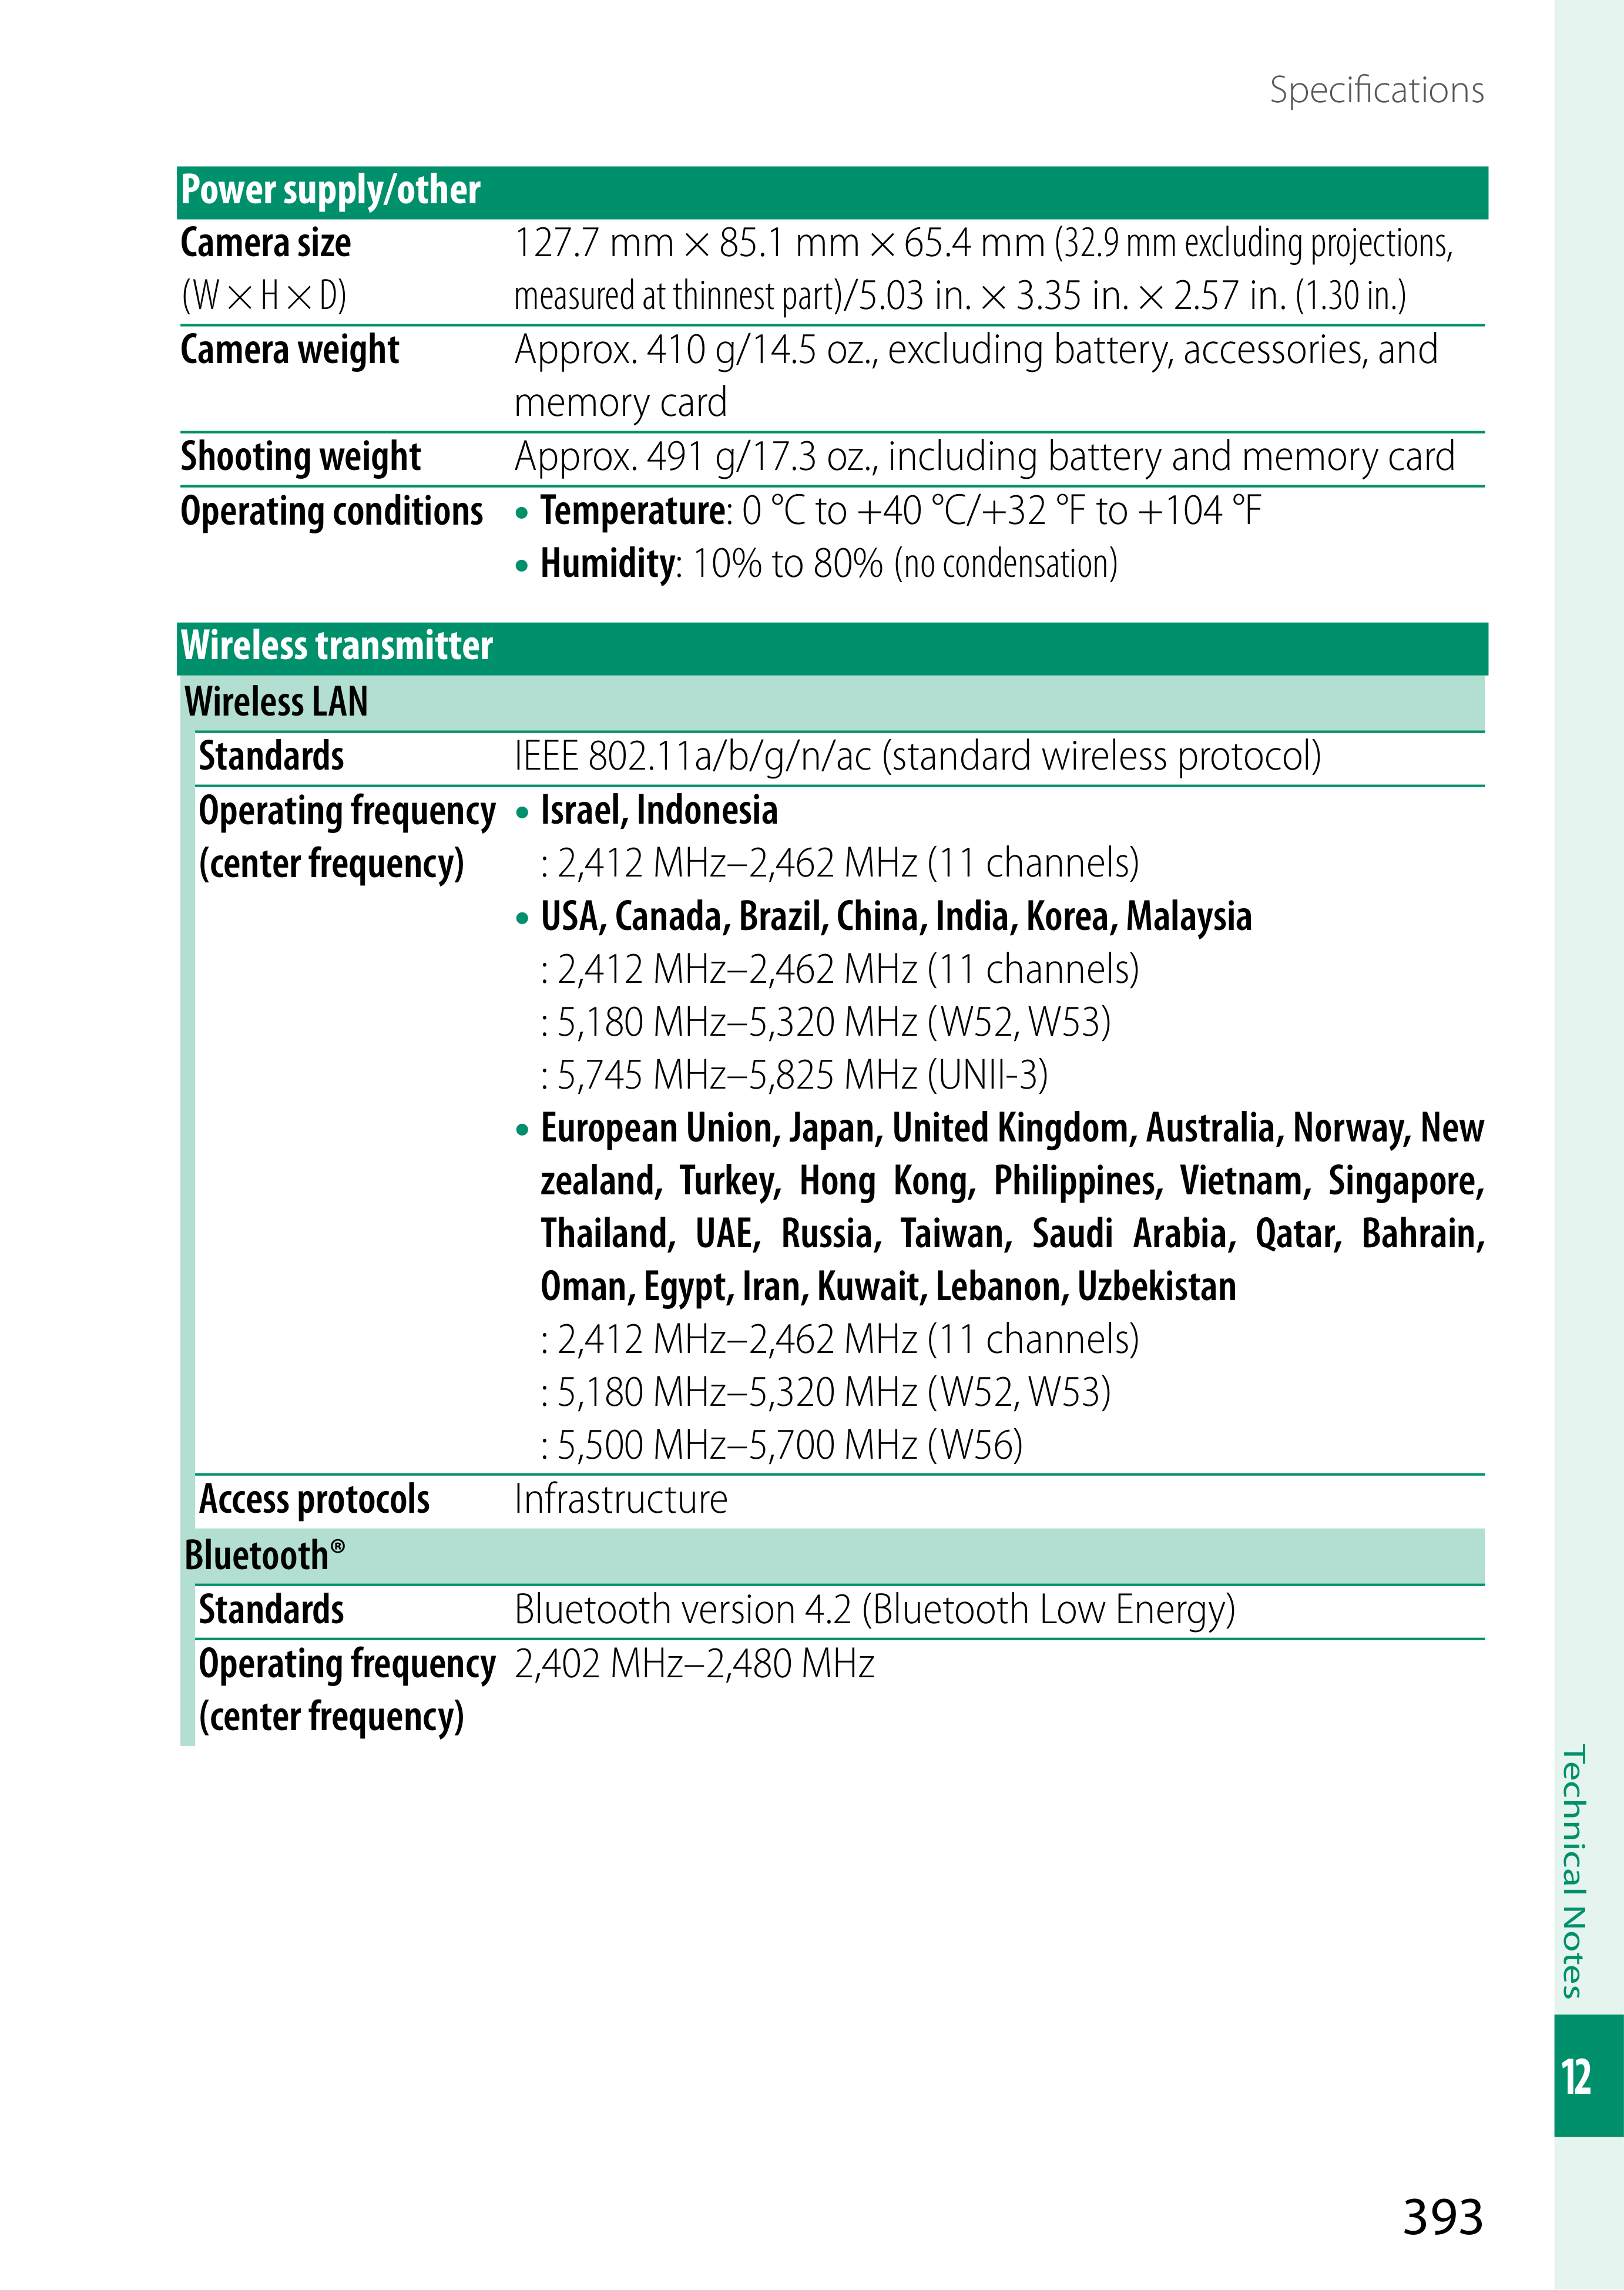 Specifications
Power supply/other
Camera size
(W × H × D)
127.7 mm × 85.1 mm × 65.4 mm (32.9 mm excluding projections,
measured at thinnest part)/5.03 in. × 3.35 in. × 2.57 in. (1.30 in.)
Camera weight
Approx. 410 g/14.5 oz., excluding battery, accessories, and
memory card
Shooting weight
Approx. 491 g/17.3 oz., including battery and memory card
Operating conditions
• Temperature: 0 °C to +40 °C/+32 °F to +104 °F
• Humidity: 10% to 80% (no condensation)
Wireless transmitter
Wireless LAN
Standards
IEEE 802.11a/b/g/n/ac (standard wireless protocol)
Operating frequency
(center frequency)
• Israel, Indonesia
: 2,412 MHz–2,462 MHz (11 channels)
• USA, Canada, Brazil, China, India, Korea, Malaysia
: 2,412 MHz–2,462 MHz (11 channels)
: 5,180 MHz–5,320 MHz (W52, W53)
: 5,745 MHz–5,825 MHz (UNII-3)
• European Union, Japan, United Kingdom, Australia, Norway, New
zealand, Turkey, Hong Kong, Philippines, Vietnam, Singapore,
Thailand, UAE, Russia, Taiwan, Saudi Arabia, Qatar, Bahrain,
Oman, Egypt, Iran, Kuwait, Lebanon, Uzbekistan
: 2,412 MHz–2,462 MHz (11 channels)
: 5,180 MHz–5,320 MHz (W52, W53)
: 5,500 MHz–5,700 MHz (W56)
Access protocols
Infrastructure
Bluetooth®
Standards
Bluetooth version 4.2 (Bluetooth Low Energy)
Operating frequency
(center frequency)
2,402 MHz–2,480 MHz
Technical Notes
12
393